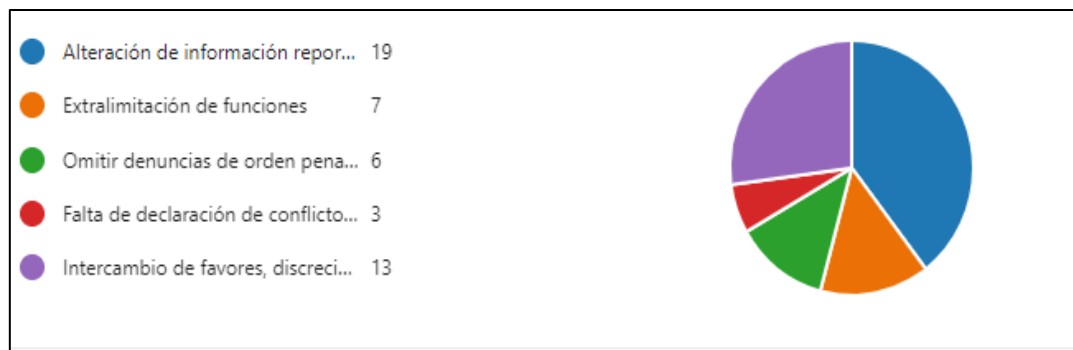 Alteración de información repor... 19
Extralimitación de funciones 7
Omitir denuncias de orden pena... 6
Falta de declaración de conflicto... 3
Intercambio de favores, discreci... 13